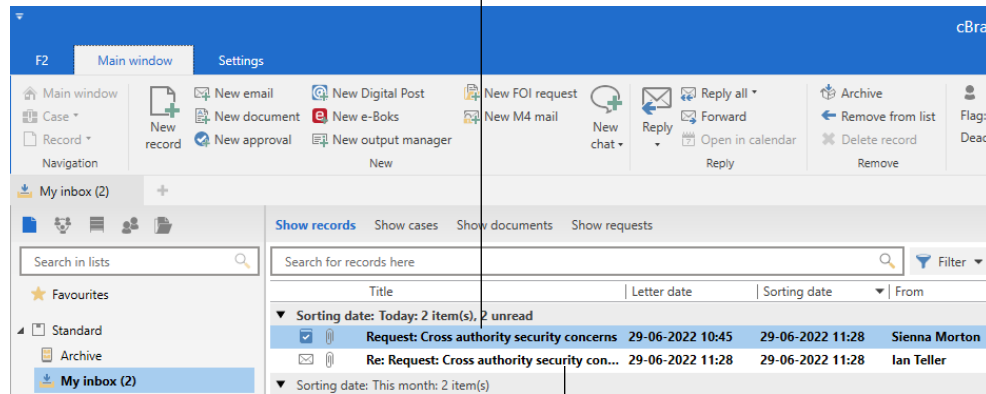 cBra
F2 Main window Settings
Main window New email New Digital Post New FOI request Reply all Archive
Case New document New e-Boks New M4 mail Forward Remove from list Flag:
Record New record New approval New output manager New chat Reply Open in calendar Delete record Dead
Navigation New Reply Remove
My inbox (2) +
Show records Show cases Show documents Show requests
Search in lists Search for records here Filter
Favourites Title Letter date Sorting date From
Standard Sorting date: Today: 2 item(s), 2 unread
Archive Request: Cross authority security concerns 29-06-2022 10:45 29-06-2022 11:28 Sienna Morton
My inbox (2) Re: Request: Cross authority security con... 29-06-2022 11:28 29-06-2022 11:28 Ian Teller
Sorting date: This month: 2 item(s)